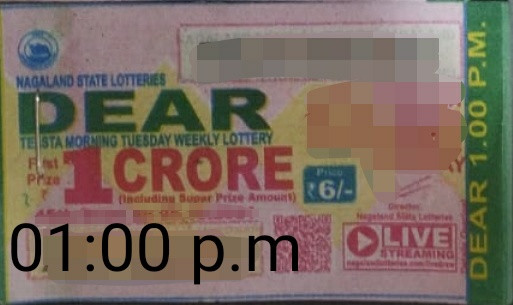 NAGALAND STATE LOTTERIES
DEAR
TEESTA MORNING TUESDAY WEEKLY LOTTERY
First Prize
₹
1 CRORE
(Including Super Prize Amount)
Price
₹6/-
Director
Nagaland State Lotteries
LIVE
STREAMING
01:00 p.m
DEAR 1.00 P.M.